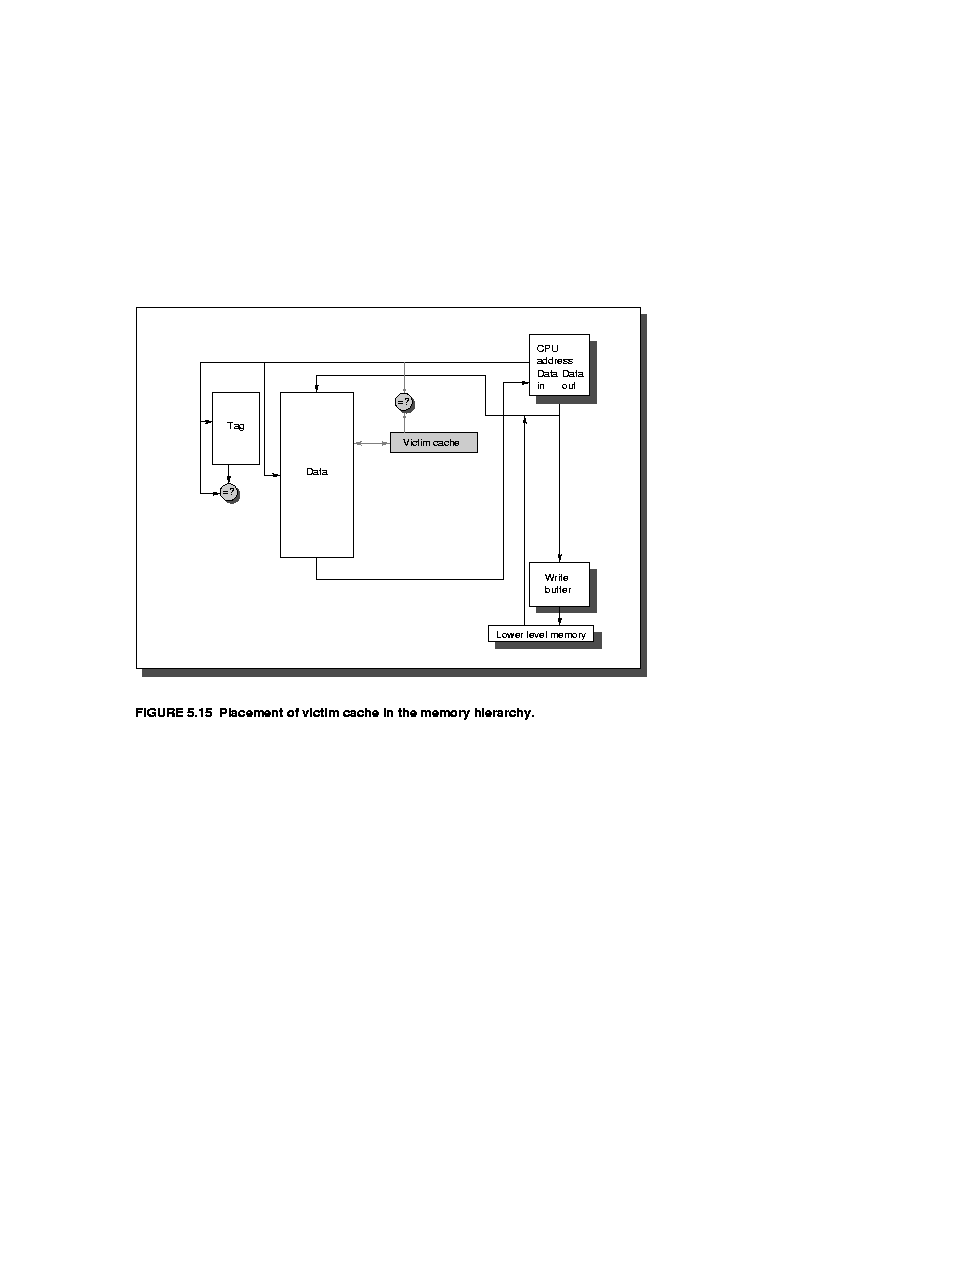 CPU
address
Data Data
in out
=?
Tag
Victim cache
Data
=?
Write
buffer
Lower level memory
FIGURE 5.15 Placement of victim cache in the memory hierarchy.